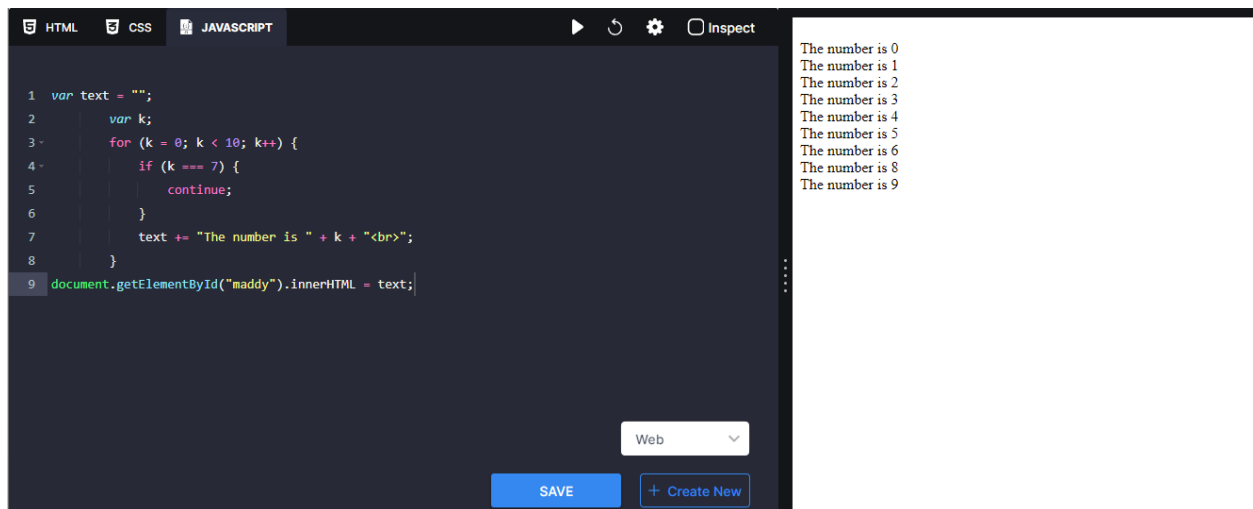 HTML CSS JAVASCRIPT Inspect
1 var text = "";
2 var k;
3 for (k = 0; k < 10; k++) {
4 if (k === 7) {
5 continue;
6 }
7 text += "The number is " + k + "<br>";
8 }
9 document.getElementById("maddy").innerHTML = text;
Web
SAVE + Create New
The number is 0
The number is 1
The number is 2
The number is 3
The number is 4
The number is 5
The number is 6
The number is 8
The number is 9